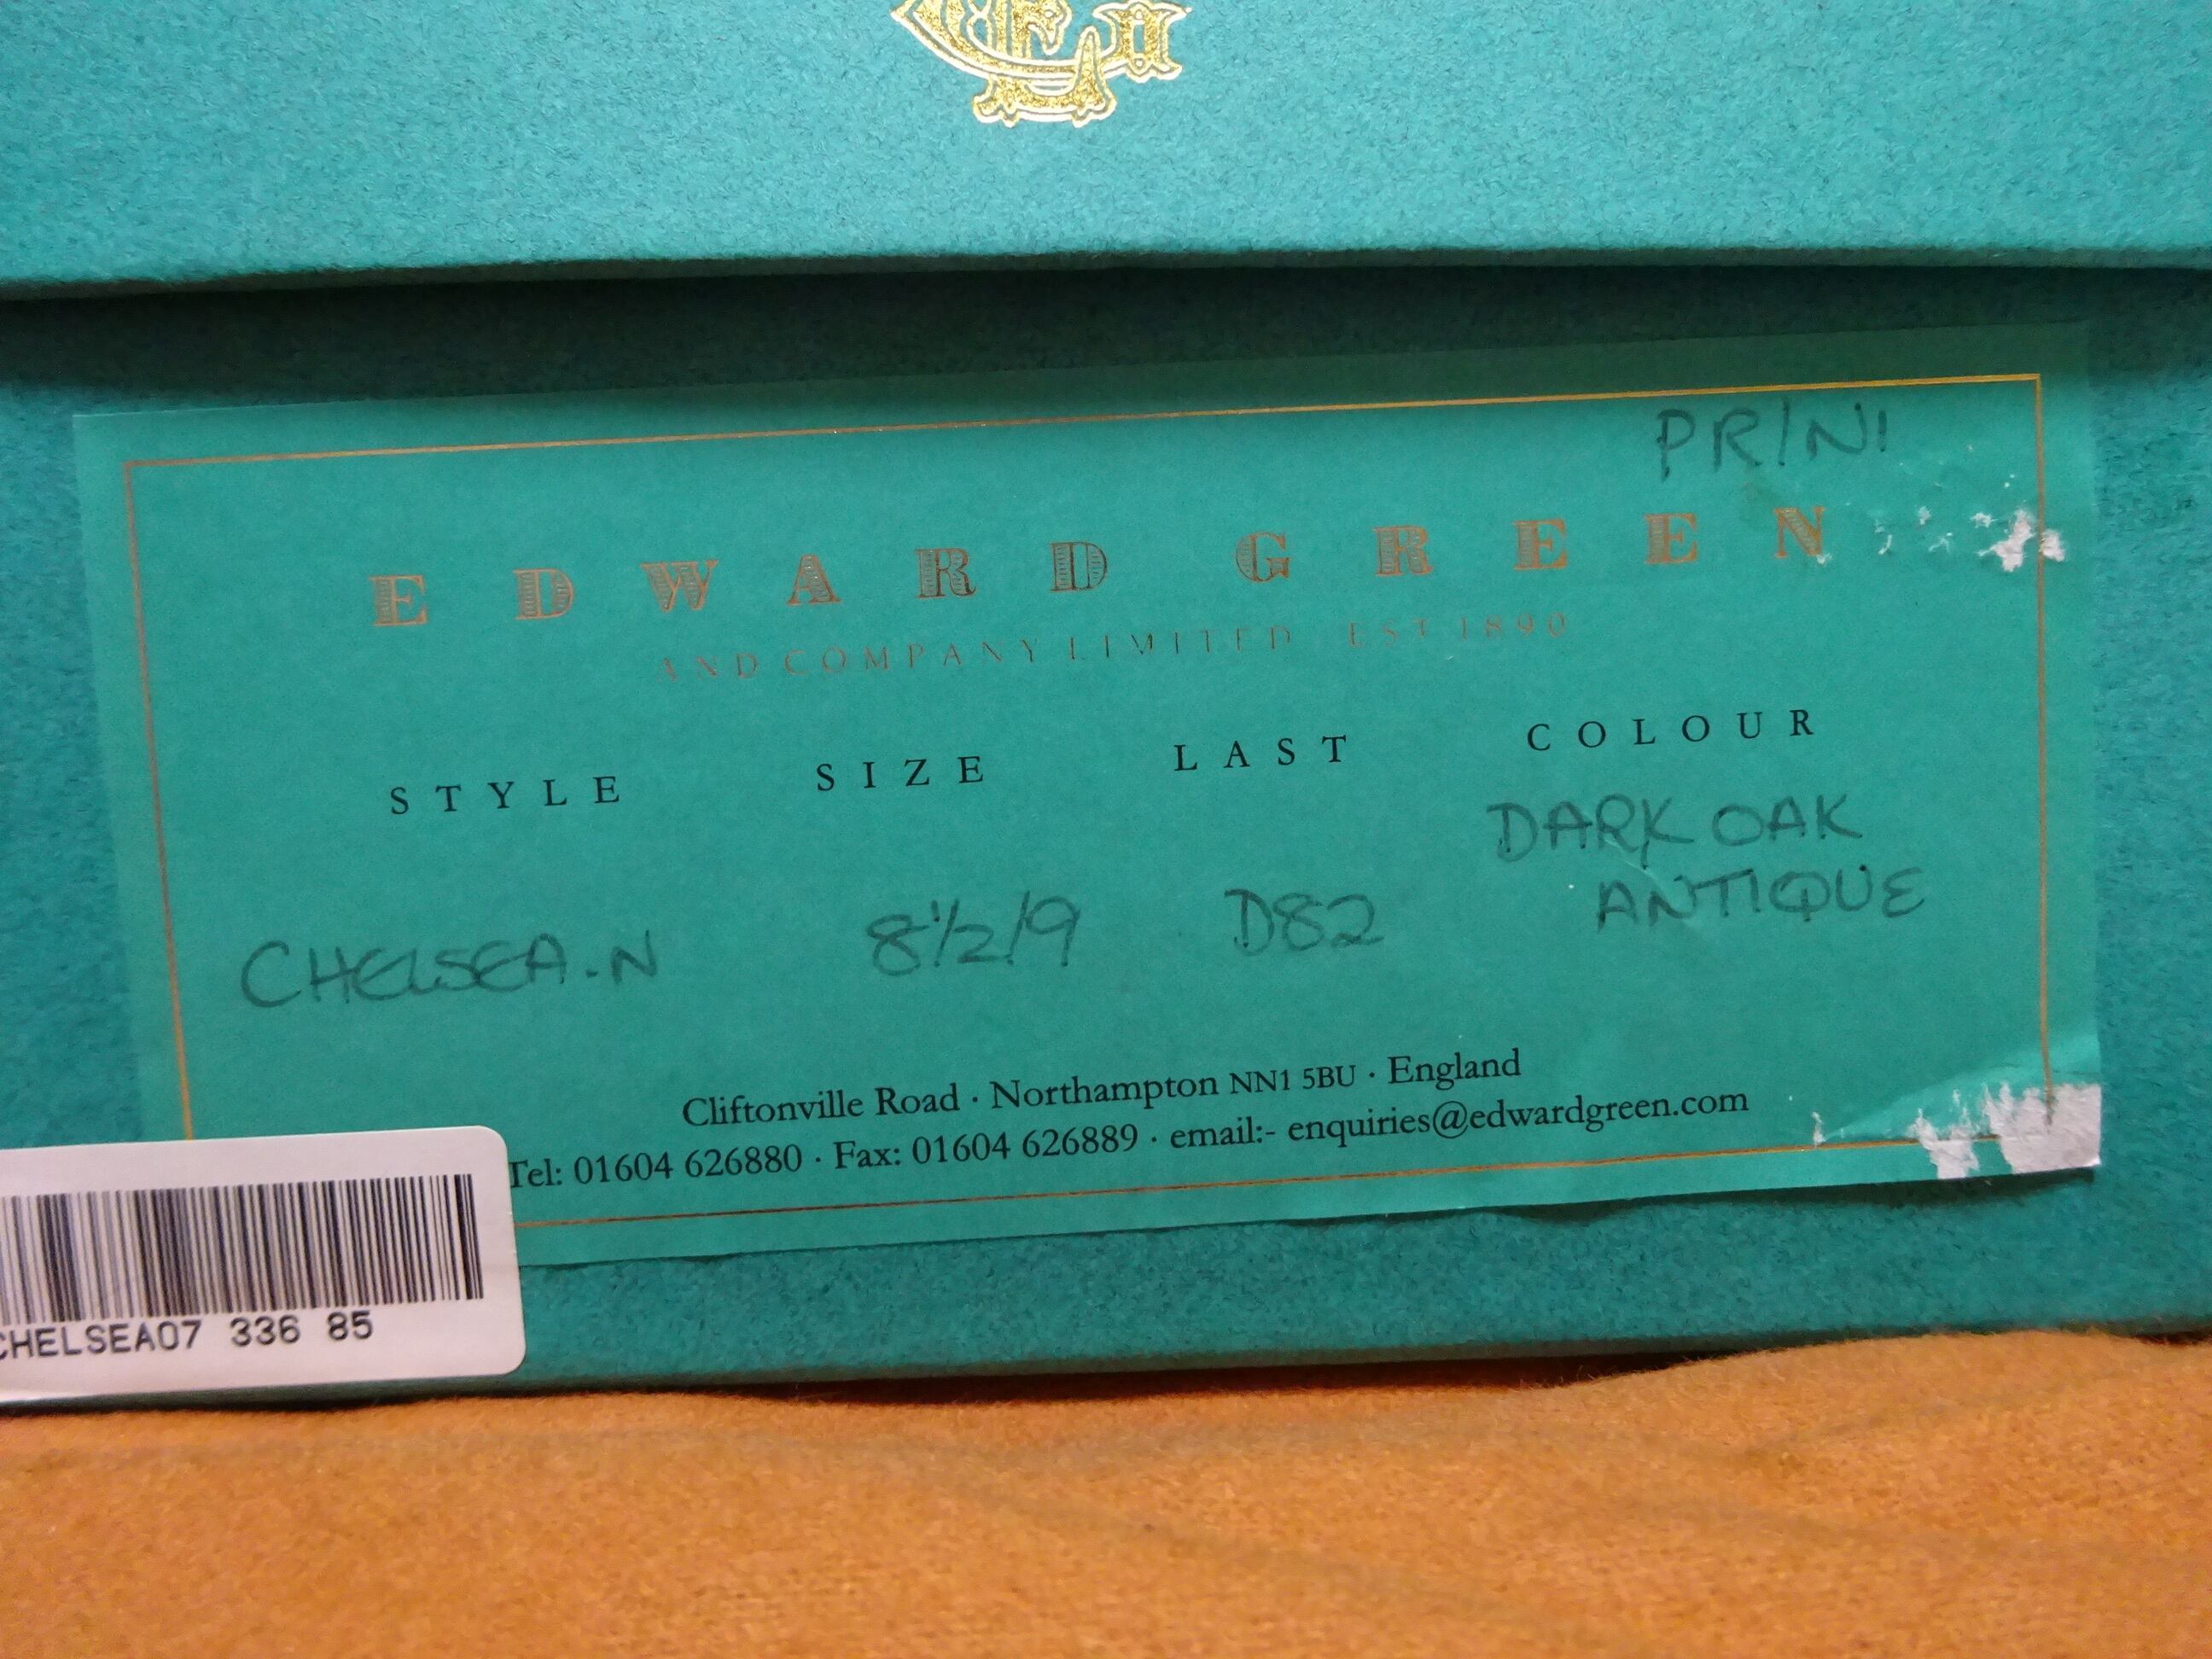 PR/N1
EDWARD GREEN
AND COMPANY LIMITED EST 1890
STYLE SIZE LAST COLOUR
CHELSEA.N 8½/9 D82 DARK OAK
ANTIQUE
Cliftonville Road · Northampton NN1 5BU · England
Tel: 01604 626880 · Fax: 01604 626889 · email:- enquiries@edwardgreen.com
CHELSEA07 336 85